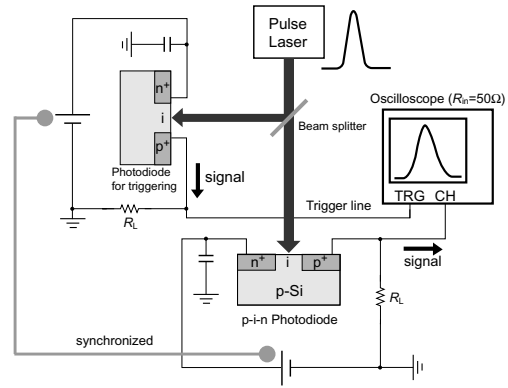 Pulse
Laser
Oscilloscope (Rin=50Ω)
n+
i
p+
Beam splitter
Photodiode
for triggering
signal
TRG CH
Trigger line
RL
n+ i p+
p-Si
signal
RL
p-i-n Photodiode
synchronized